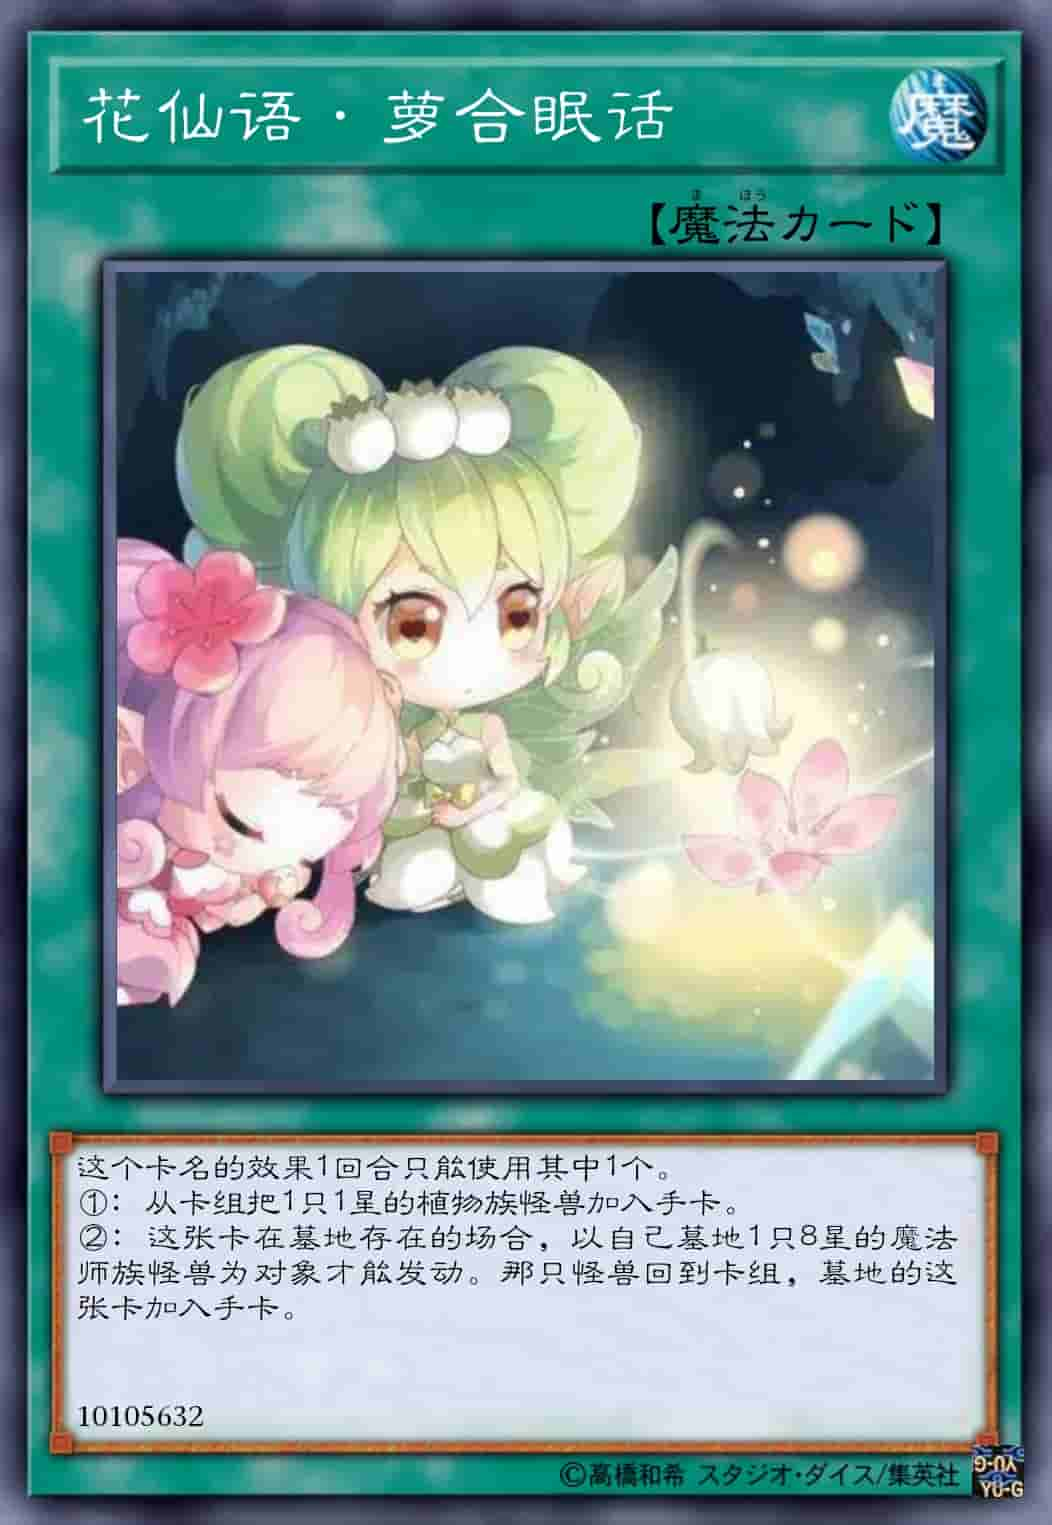 花仙语·萝合眠话
魔
ま ほう
【魔法カード】
这个卡名的效果1回合只能使用其中1个。
①：从卡组把1只1星的植物族怪兽加入手卡。
②：这张卡在墓地存在的场合，以自己墓地1只8星的魔法
师族怪兽为对象才能发动。那只怪兽回到卡组，墓地的这
张卡加入手卡。
10105632
©高橋和希 スタジオ・ダイス/集英社
YU-G
YU-G